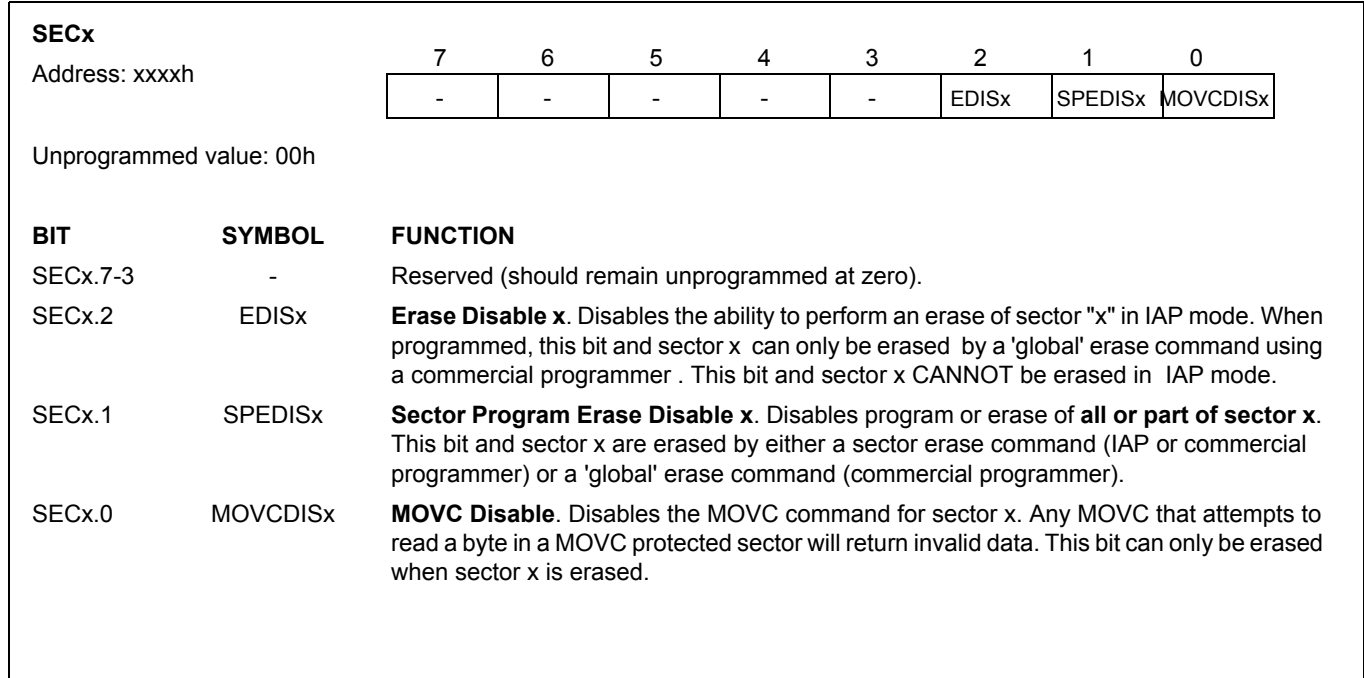 SECx
Address: xxxxh
7 6 5 4 3 2 1 0
- - - - - EDISx SPEDISx MOVCDISx
Unprogrammed value: 00h
BIT SYMBOL FUNCTION
SECx.7-3 - Reserved (should remain unprogrammed at zero).
SECx.2 EDISx Erase Disable x. Disables the ability to perform an erase of sector "x" in IAP mode. When
programmed, this bit and sector x can only be erased by a 'global' erase command using
a commercial programmer . This bit and sector x CANNOT be erased in IAP mode.
SECx.1 SPEDISx Sector Program Erase Disable x. Disables program or erase of all or part of sector x.
This bit and sector x are erased by either a sector erase command (IAP or commercial
programmer) or a 'global' erase command (commercial programmer).
SECx.0 MOVCDISx MOVC Disable. Disables the MOVC command for sector x. Any MOVC that attempts to
read a byte in a MOVC protected sector will return invalid data. This bit can only be erased
when sector x is erased.